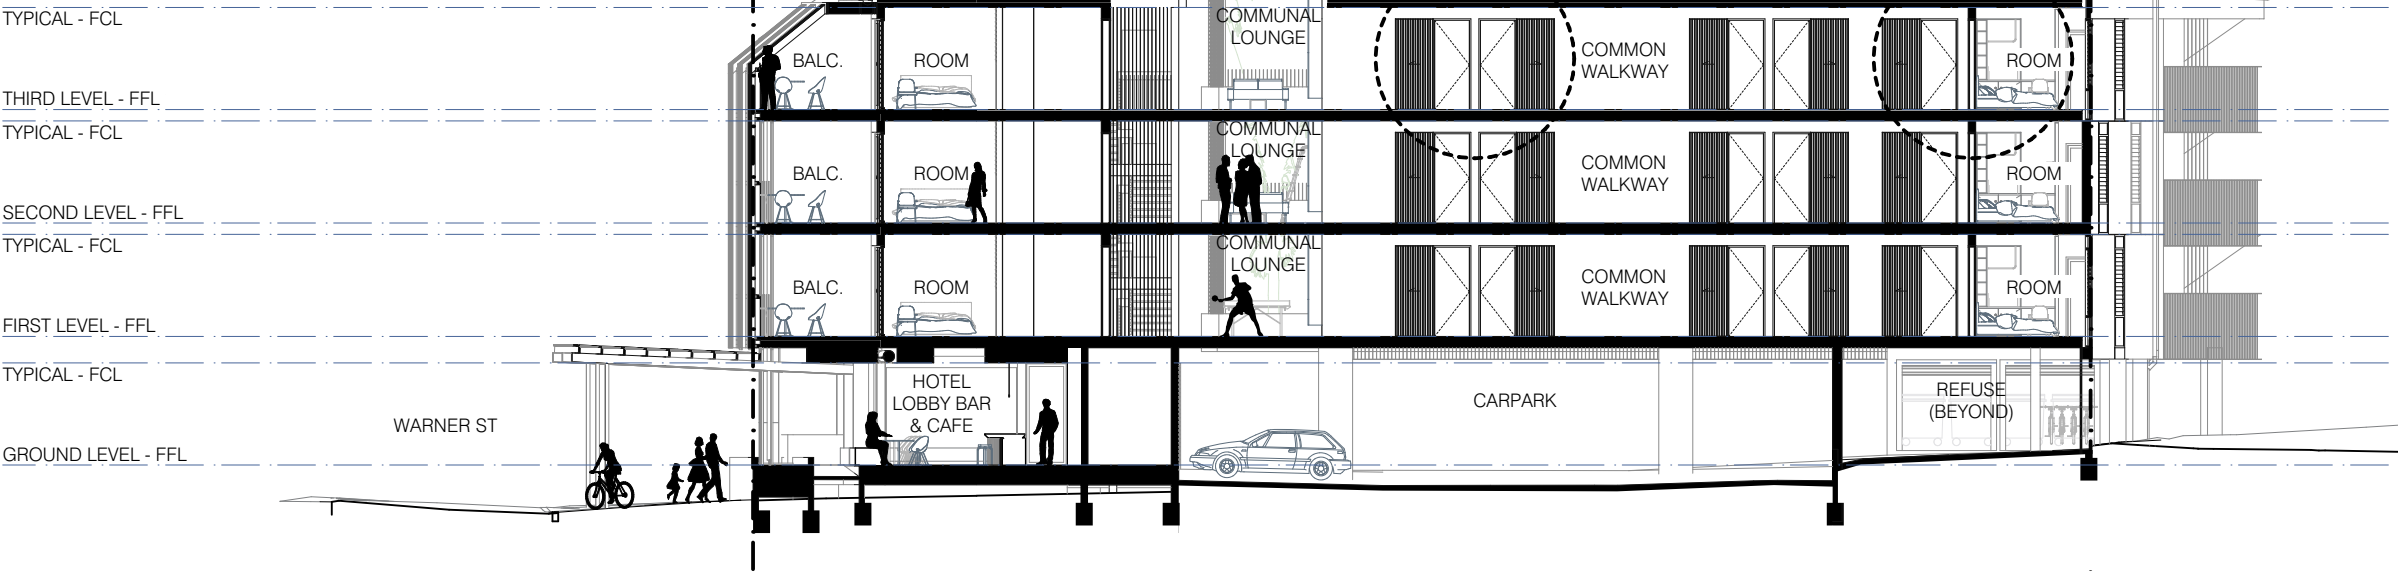 TYPICAL - FCL
COMMUNAL
LOUNGE
BALC.
ROOM
COMMON
WALKWAY
ROOM
THIRD LEVEL - FFL
TYPICAL - FCL
COMMUNAL
LOUNGE
BALC.
ROOM
COMMON
WALKWAY
ROOM
SECOND LEVEL - FFL
TYPICAL - FCL
COMMUNAL
LOUNGE
BALC.
ROOM
COMMON
WALKWAY
ROOM
FIRST LEVEL - FFL
TYPICAL - FCL
HOTEL
LOBBY BAR
& CAFE
CARPARK
REFUSE
(BEYOND)
WARNER ST
GROUND LEVEL - FFL